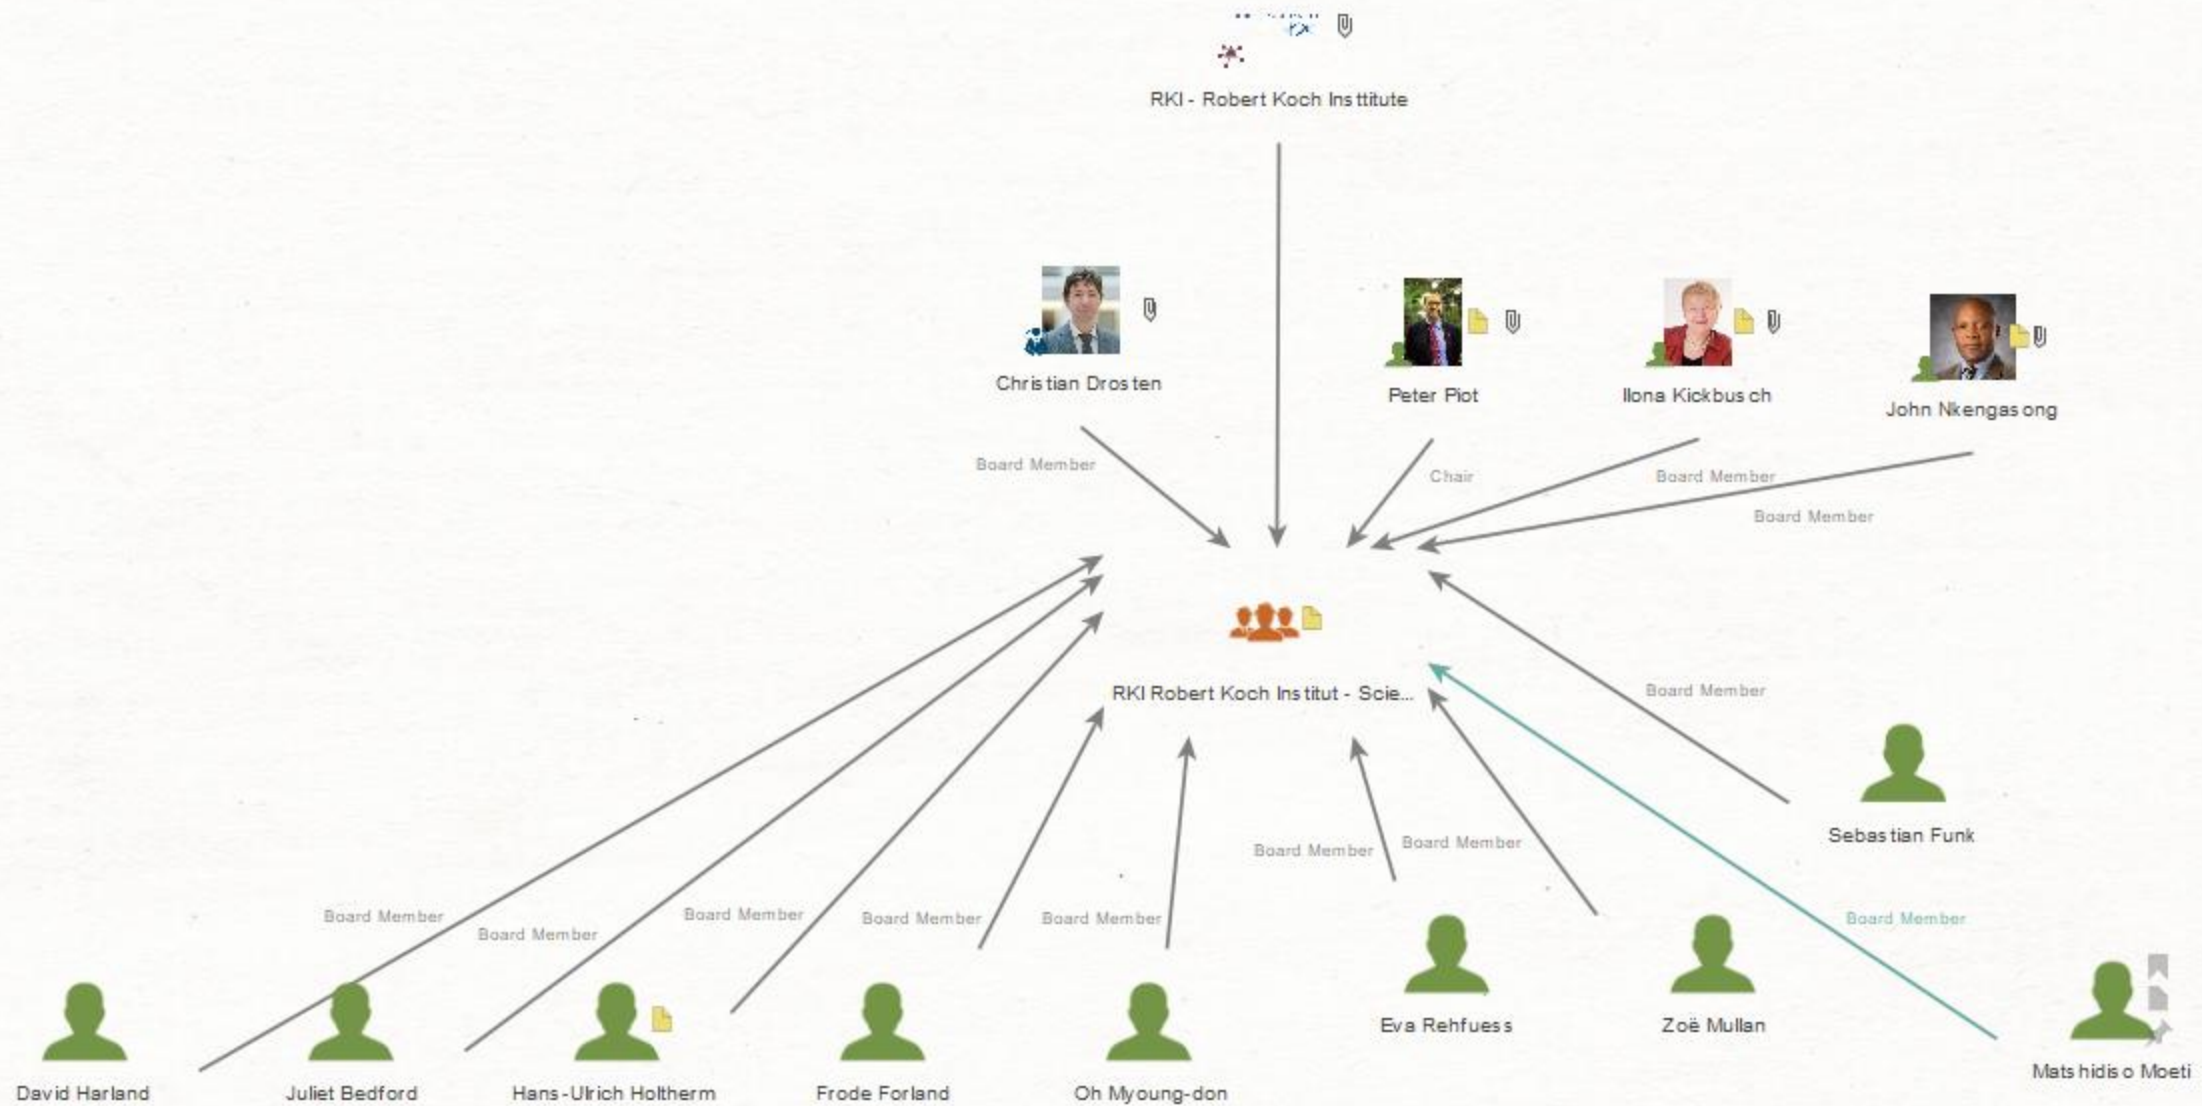 RKI - Robert Koch Insttitute
Christian Drosten
Peter Piot
Ilona Kickbusch
John Nkengasong
Board Member
Chair
Board Member
Board Member
RKI Robert Koch Institut - Scie...
Board Member
Sebastian Funk
Board Member
Board Member
Board Member
Board Member
Board Member
Board Member
Board Member
Board Member
Eva Rehfuess
Zoë Mullan
Matshidiso Moeti
David Harland
Juliet Bedford
Hans-Ulrich Holtherm
Frode Forland
Oh Myoung-don